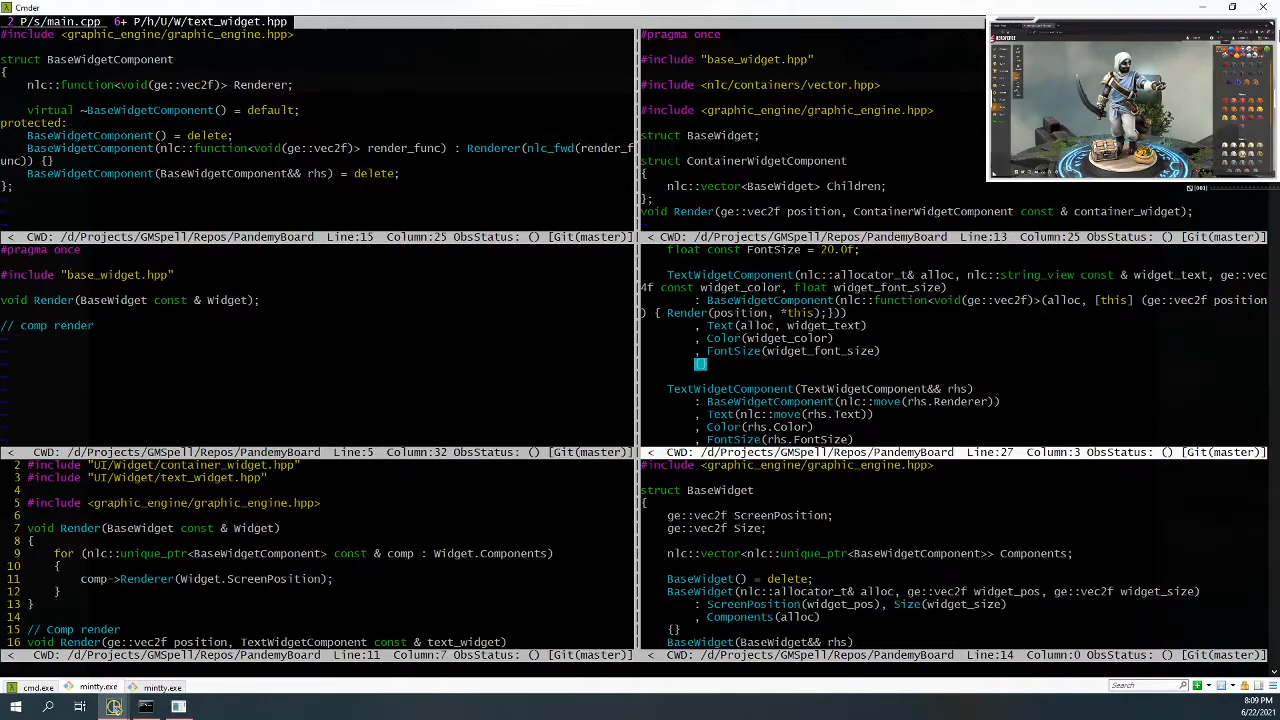 Cmder
2 P/s/main.cpp 6+ P/h/U/W/text_widget.hpp
#include <graphic_engine/graphic_engine.hpp>
struct BaseWidgetComponent
{
nlc::function<void(ge::vec2f)> Renderer;
virtual ~BaseWidgetComponent() = default;
protected:
BaseWidgetComponent() = delete;
BaseWidgetComponent(nlc::function<void(ge::vec2f)> render_func) : Renderer(nlc_fwd(render_f
unc)) {}
BaseWidgetComponent(BaseWidgetComponent&& rhs) = delete;
};
~
~
CWD: /d/Projects/GMSpell/Repos/PandemyBoard Line:15 Column:25 ObsStatus: () [Git(master)]
#pragma once
#include "base_widget.hpp"
#include <nlc/containers/vector.hpp>
#include <graphic_engine/graphic_engine.hpp>
struct BaseWidget;
struct ContainerWidgetComponent
{
nlc::vector<BaseWidget> Children;
};
void Render(ge::vec2f position, ContainerWidgetComponent const & container_widget);
~
< CWD: /d/Projects/GMSpell/Repos/PandemyBoard Line:13 Column:25 ObsStatus: () [Git(master)]
#pragma once
#include "base_widget.hpp"
void Render(BaseWidget const & Widget);
// comp render
~
~
~
~
~
~
~
~
~
< CWD: /d/Projects/GMSpell/Repos/PandemyBoard Line:5 Column:32 ObsStatus: () [Git(master)]
float const FontSize = 20.0f;
TextWidgetComponent(nlc::allocator_t& alloc, nlc::string_view const & widget_text, ge::vec
4f const widget_color, float widget_font_size)
: BaseWidgetComponent(nlc::function<void(ge::vec2f)>(alloc, [this] (ge::vec2f position
) { Render(position, *this);}))
, Text(alloc, widget_text)
, Color(widget_color)
, FontSize(widget_font_size)
{}
TextWidgetComponent(TextWidgetComponent&& rhs)
: BaseWidgetComponent(nlc::move(rhs.Renderer))
, Text(nlc::move(rhs.Text))
, Color(rhs.Color)
, FontSize(rhs.FontSize)
< CWD: /d/Projects/GMSpell/Repos/PandemyBoard Line:27 Column:3 ObsStatus: () [Git(master)]
2 #include "UI/Widget/container_widget.hpp"
3 #include "UI/Widget/text_widget.hpp"
4
5 #include <graphic_engine/graphic_engine.hpp>
6
7 void Render(BaseWidget const & Widget)
8 {
9 for (nlc::unique_ptr<BaseWidgetComponent> const & comp : Widget.Components)
10 {
11 comp->Renderer(Widget.ScreenPosition);
12 }
13 }
14
15 // Comp render
16 void Render(ge::vec2f position, TextWidgetComponent const & text_widget)
CWD: /d/Projects/GMSpell/Repos/PandemyBoard Line:11 Column:7 ObsStatus: () [Git(master)]
#include <graphic_engine/graphic_engine.hpp>
struct BaseWidget
{
ge::vec2f ScreenPosition;
ge::vec2f Size;
nlc::vector<nlc::unique_ptr<BaseWidgetComponent>> Components;
BaseWidget() = delete;
BaseWidget(nlc::allocator_t& alloc, ge::vec2f widget_pos, ge::vec2f widget_size)
: ScreenPosition(widget_pos), Size(widget_size)
, Components(alloc)
{}
BaseWidget(BaseWidget&& rhs)
< CWD: /d/Projects/GMSpell/Repos/PandemyBoard Line:14 Column:0 ObsStatus: () [Git(master)]
cmd.exe mintty.exe mintty.exe
Search
8:09 PM
6/22/2021